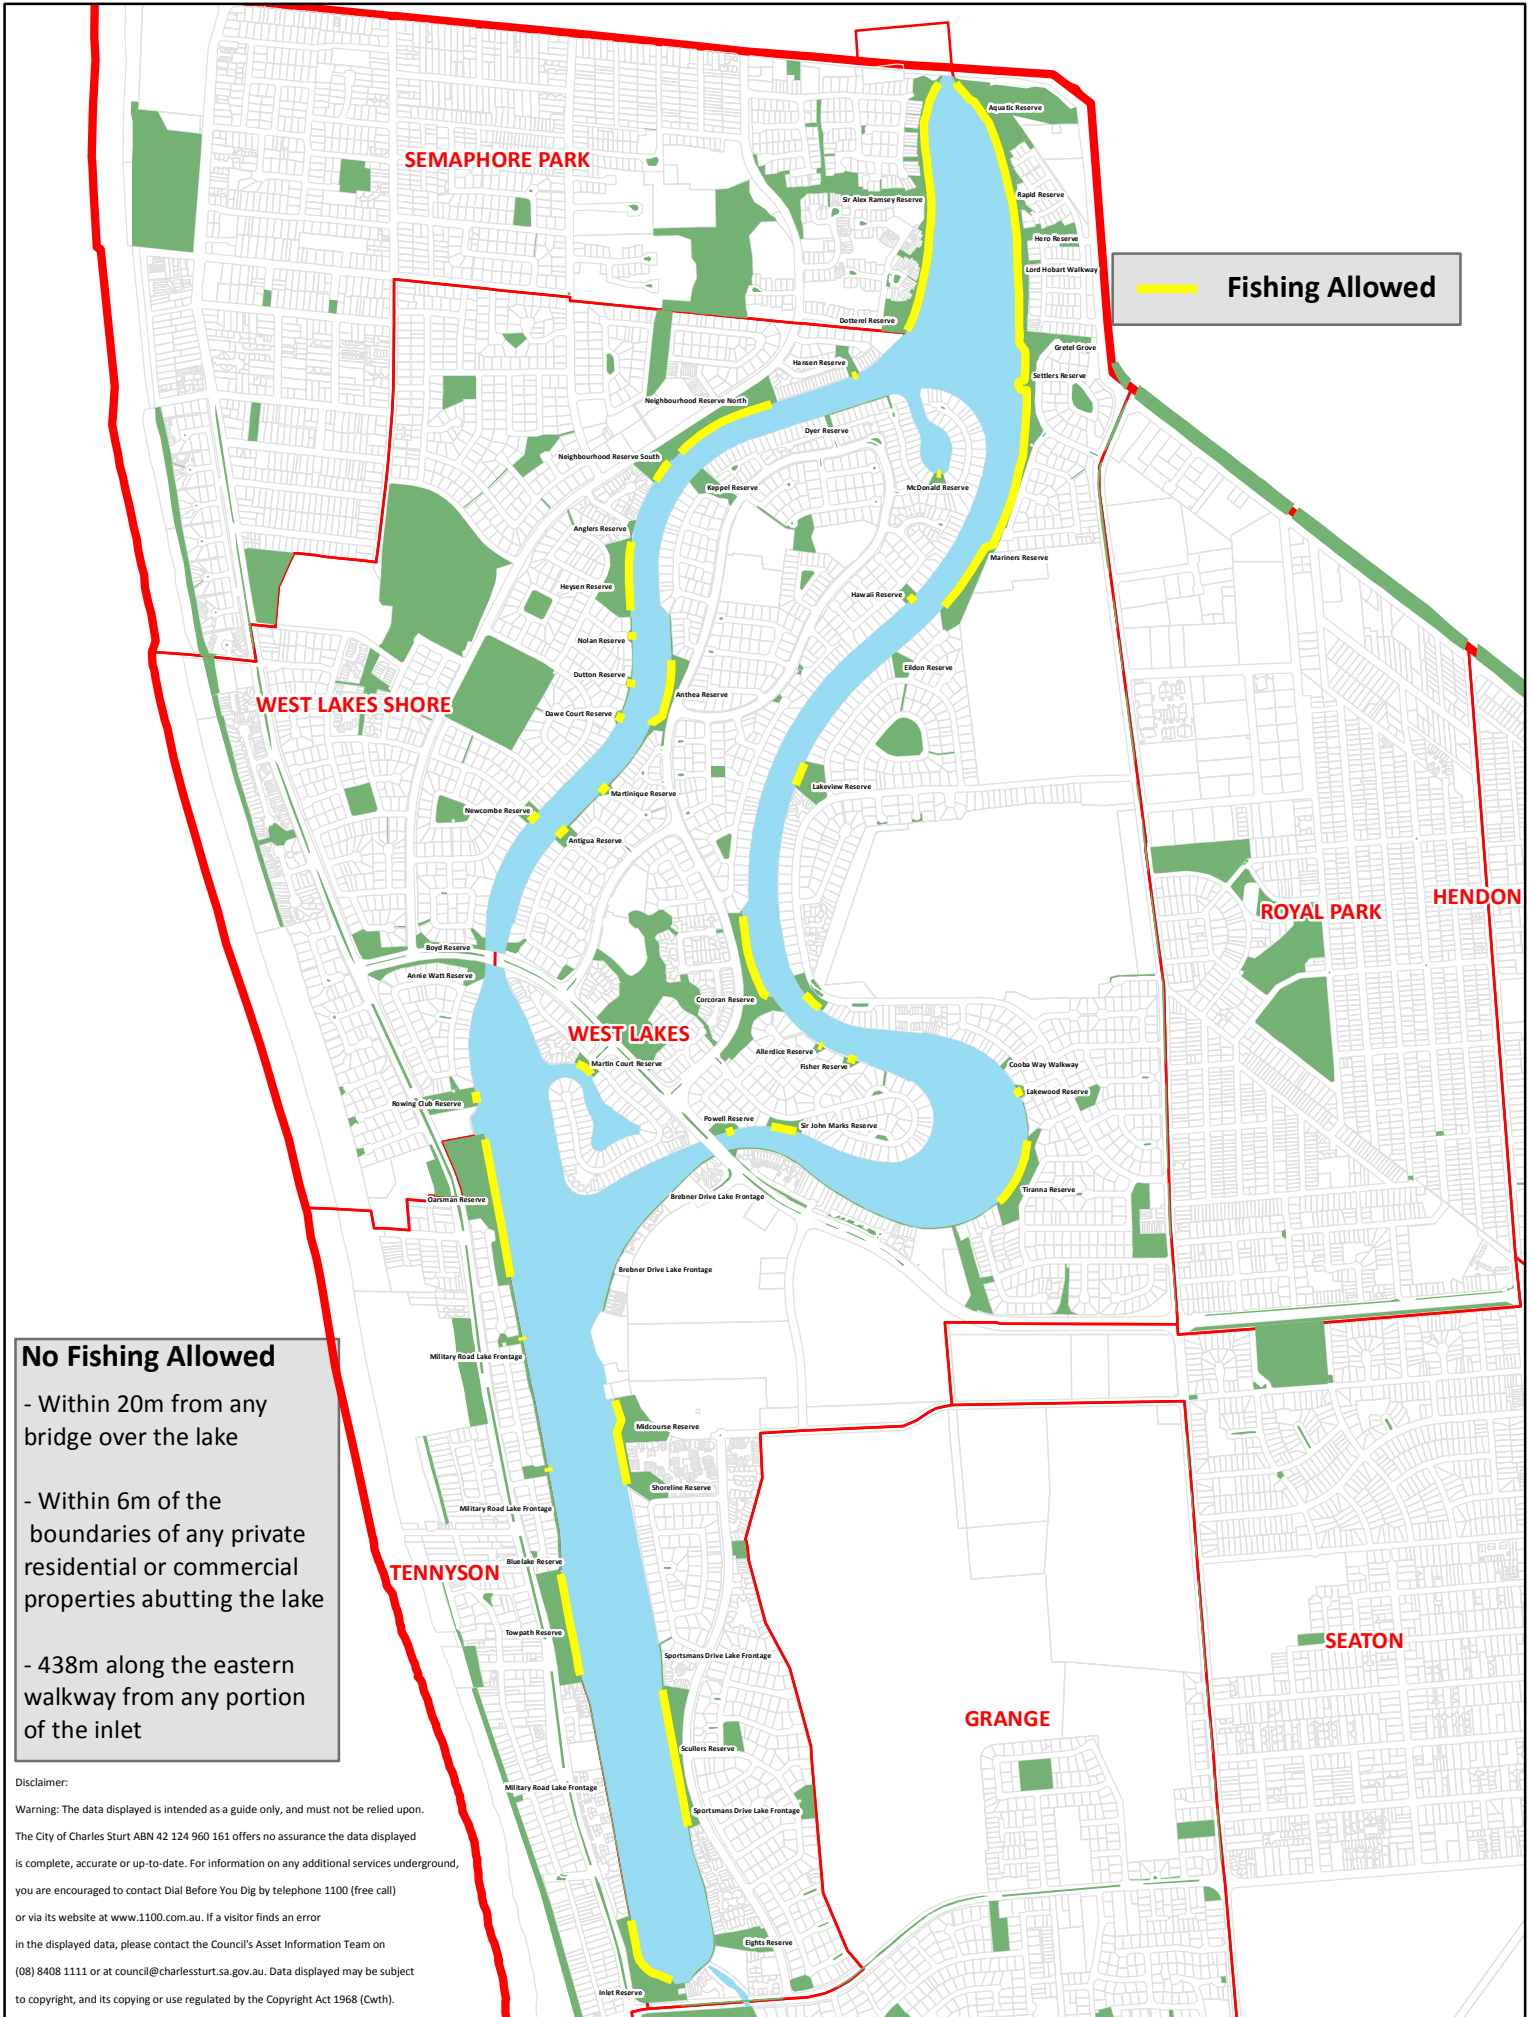 Aquatic Reserve
SEMAPHORE PARK
Sir Alex Ramsey Reserve
Rapid Reserve
Hero Reserve
Lord Hobart Walkway
Fishing Allowed
Dotterel Reserve
Gretel Grove
Hansen Reserve
Settlers Reserve
Neighbourhood Reserve North
Dyer Reserve
Neighbourhood Reserve South
Keppel Reserve
McDonald Reserve
Anglers Reserve
Mariners Reserve
Heysen Reserve
Hawaii Reserve
Nolan Reserve
Eildon Reserve
Dutton Reserve
Anthea Reserve
WEST LAKES SHORE
Dawe Court Reserve
Lakeview Reserve
Martinique Reserve
Newcombe Reserve
Antigua Reserve
HENDON
ROYAL PARK
Boyd Reserve
Annie Watt Reserve
Corcoran Reserve
WEST LAKES
Allerdice Reserve
Martin Court Reserve
Fisher Reserve
Cooba Way Walkway
Lakewood Reserve
Rowing Club Reserve
Powell Reserve
Sir John Marks Reserve
Tiranna Reserve
Oarsman Reserve
Brebner Drive Lake Frontage
Brebner Drive Lake Frontage
Military Road Lake Frontage
No Fishing Allowed
- Within 20m from any
bridge over the lake
- Within 6m of the
boundaries of any private
residential or commercial
properties abutting the lake
- 438m along the eastern
walkway from any portion
of the inlet
Midcourse Reserve
Shoreline Reserve
Military Road Lake Frontage
Bluelake Reserve
TENNYSON
Towpath Reserve
SEATON
Sportsmans Drive Lake Frontage
GRANGE
Scullers Reserve
Military Road Lake Frontage
Sportsmans Drive Lake Frontage
Eights Reserve
Inlet Reserve
Disclaimer:
Warning: The data displayed is intended as a guide only, and must not be relied upon.
The City of Charles Sturt ABN 42 124 960 161 offers no assurance the data displayed
is complete, accurate or up-to-date. For information on any additional services underground,
you are encouraged to contact Dial Before You Dig by telephone 1100 (free call)
or via its website at www.1100.com.au. If a visitor finds an error
in the displayed data, please contact the Council's Asset Information Team on
(08) 8408 1111 or at council@charlessturt.sa.gov.au. Data displayed may be subject
to copyright, and its copying or use regulated by the Copyright Act 1968 (Cwth).